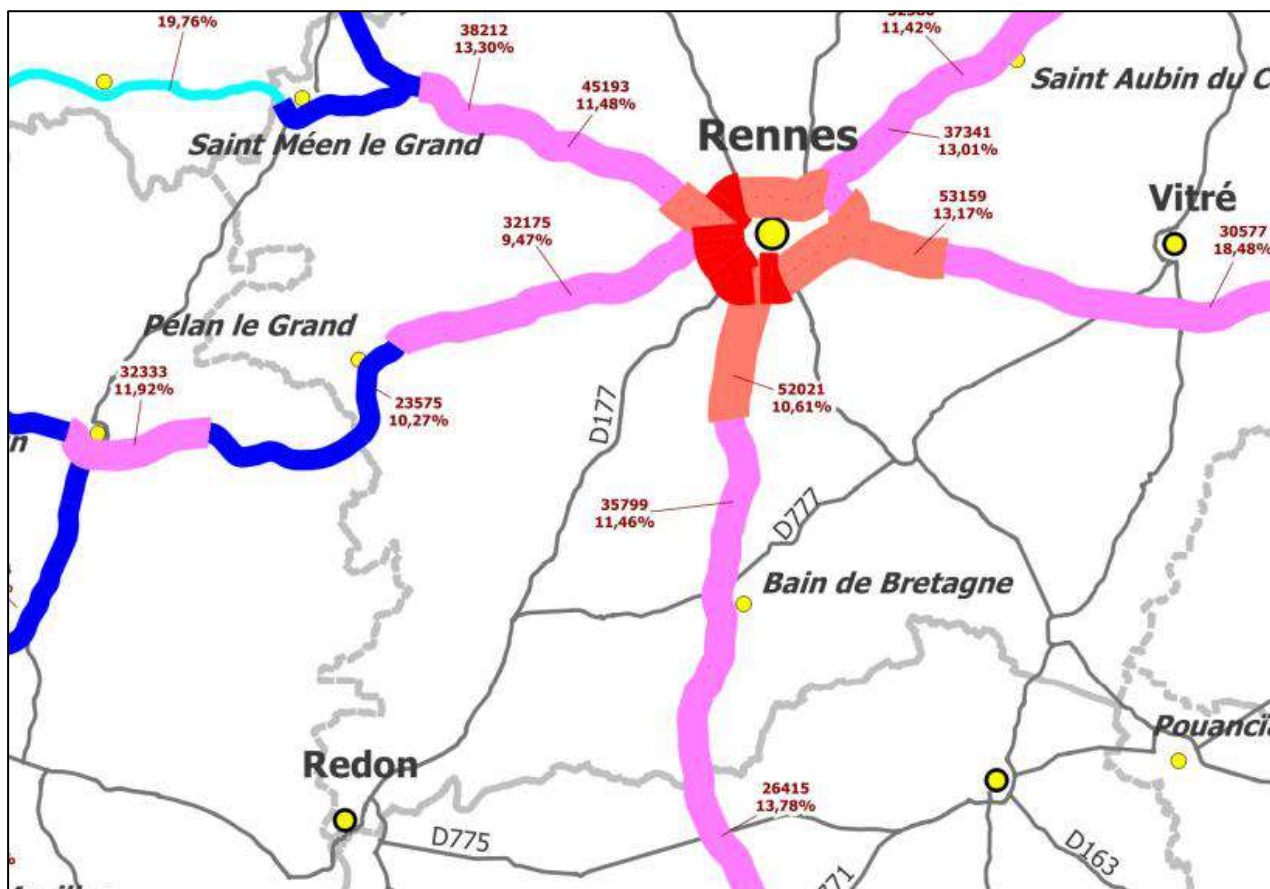 19,76%
38212
13,30%
11,42%
45193
11,48%
Saint Aubin du C
Rennes
37341
13,01%
Saint Méen le Grand
53159
13,17%
Vitré
32175
9,47%
30577
18,48%
Pélan le Grand
32333
11,92%
23575
10,27%
52021
10,61%
D177
n
35799
11,46%
D777
Bain de Bretagne
Pouancé
Redon
26415
13,78%
D775
D163